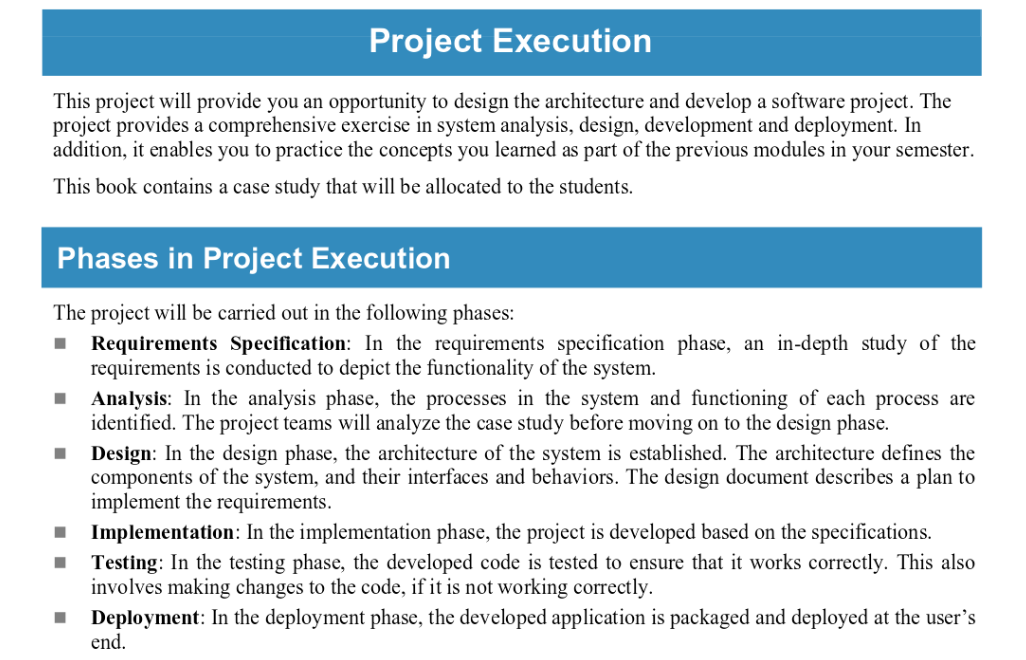 Project Execution
This project will provide you an opportunity to design the architecture and develop a software project. The
project provides a comprehensive exercise in system analysis, design, development and deployment. In
addition, it enables you to practice the concepts you learned as part of the previous modules in your semester.
This book contains a case study that will be allocated to the students.
Phases in Project Execution
The project will be carried out in the following phases:
■ Requirements Specification: In the requirements specification phase, an in-depth study of the
requirements is conducted to depict the functionality of the system.
■ Analysis: In the analysis phase, the processes in the system and functioning of each process are
identified. The project teams will analyze the case study before moving on to the design phase.
■ Design: In the design phase, the architecture of the system is established. The architecture defines the
components of the system, and their interfaces and behaviors. The design document describes a plan to
implement the requirements.
■ Implementation: In the implementation phase, the project is developed based on the specifications.
■ Testing: In the testing phase, the developed code is tested to ensure that it works correctly. This also
involves making changes to the code, if it is not working correctly.
■ Deployment: In the deployment phase, the developed application is packaged and deployed at the user’s
end.